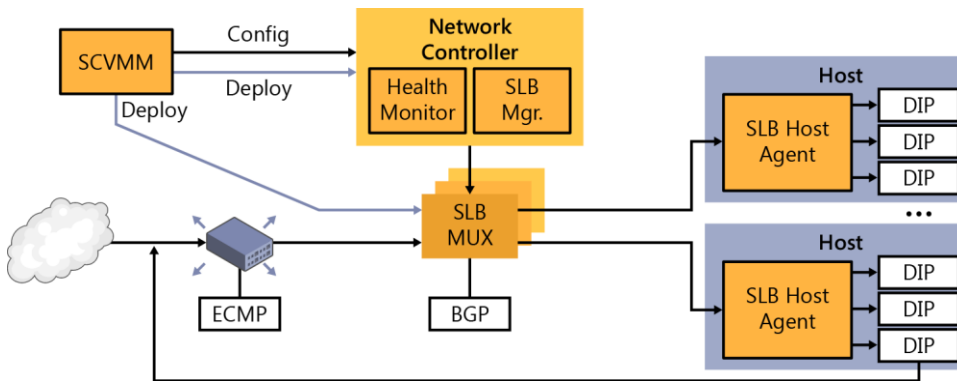 SCVMM
Config
Deploy
Deploy
Network
Controller
Health
Monitor
SLB
Mgr.
SLB
MUX
ECMP
BGP
Host
SLB Host
Agent
DIP
DIP
DIP
...
Host
SLB Host
Agent
DIP
DIP
DIP